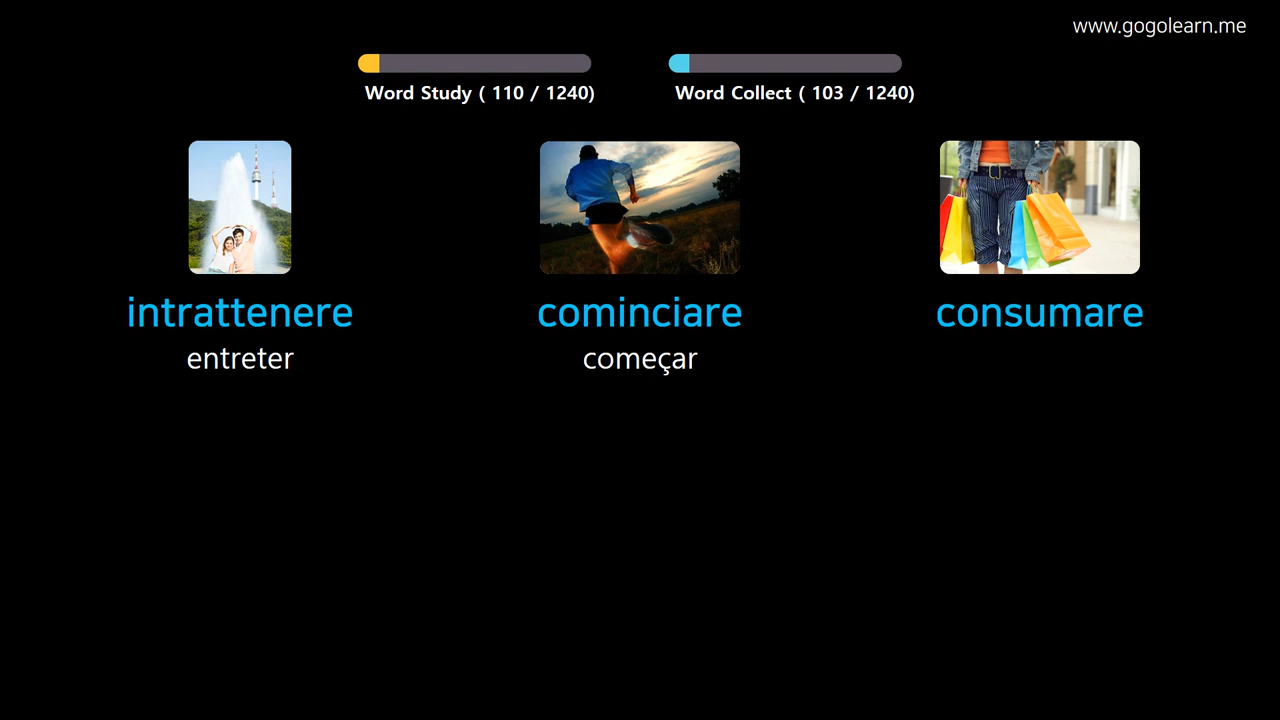 www.gogolearn.me
Word Study ( 110 / 1240)
Word Collect ( 103 / 1240)
intrattenere
entreter
cominciare
começar
consumare